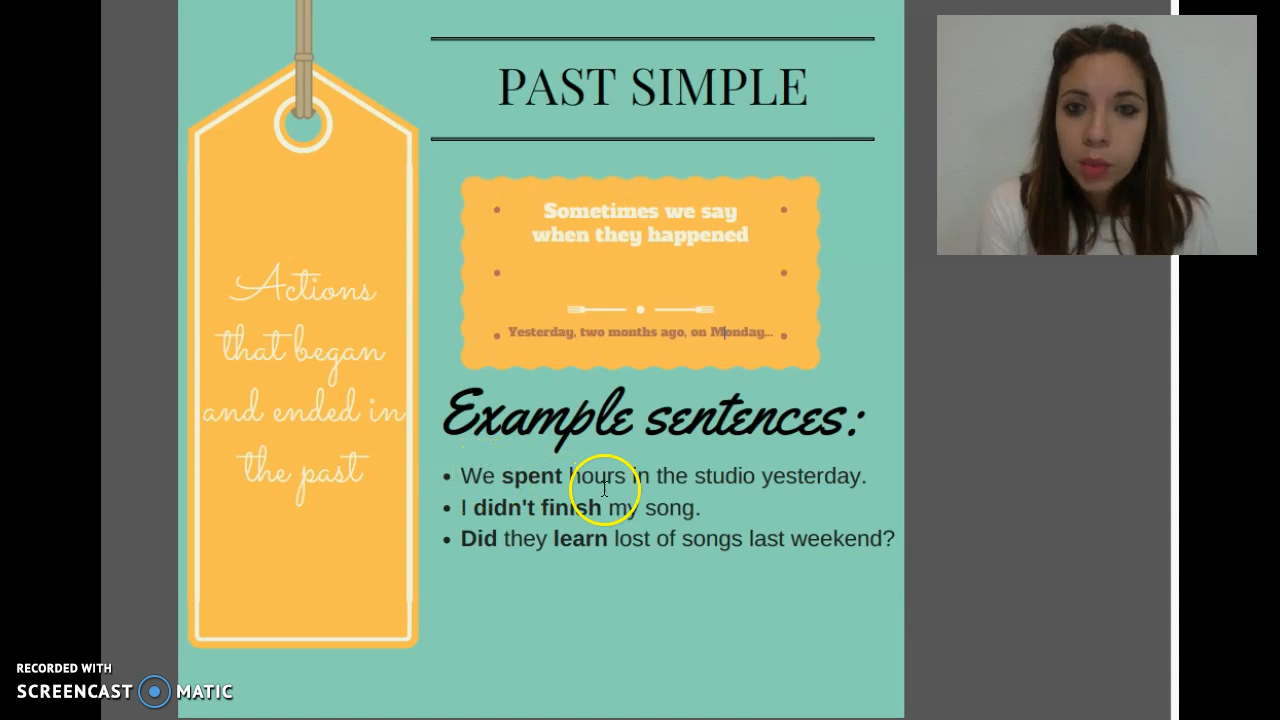 PAST SIMPLE
Sometimes we say
when they happened
Yesterday, two months ago, on Monday...
Actions
that began
and ended in
the past
Example sentences:
• We spent hours in the studio yesterday.
• I didn't finish my song.
• Did they learn lost of songs last weekend?
RECORDED WITH
SCREENCAST MATIC